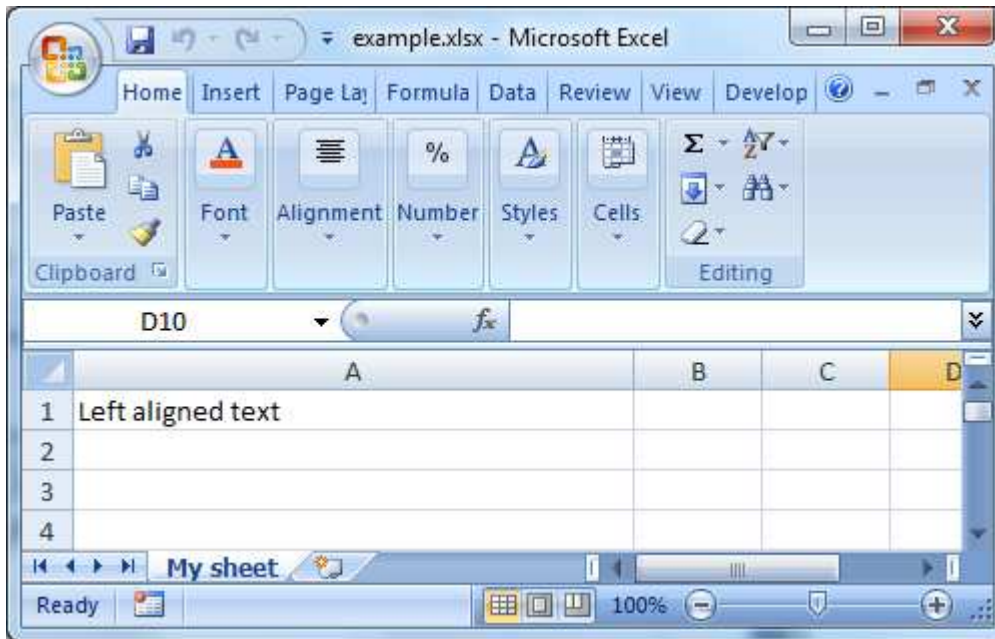 example.xlsx - Microsoft Excel
Home Insert Page Lay Formula Data Review View Develop
Paste Font Alignment Number Styles Cells
Clipboard Editing
D10 fx
A B C D
1 Left aligned text
2
3
4
My sheet
Ready 100%